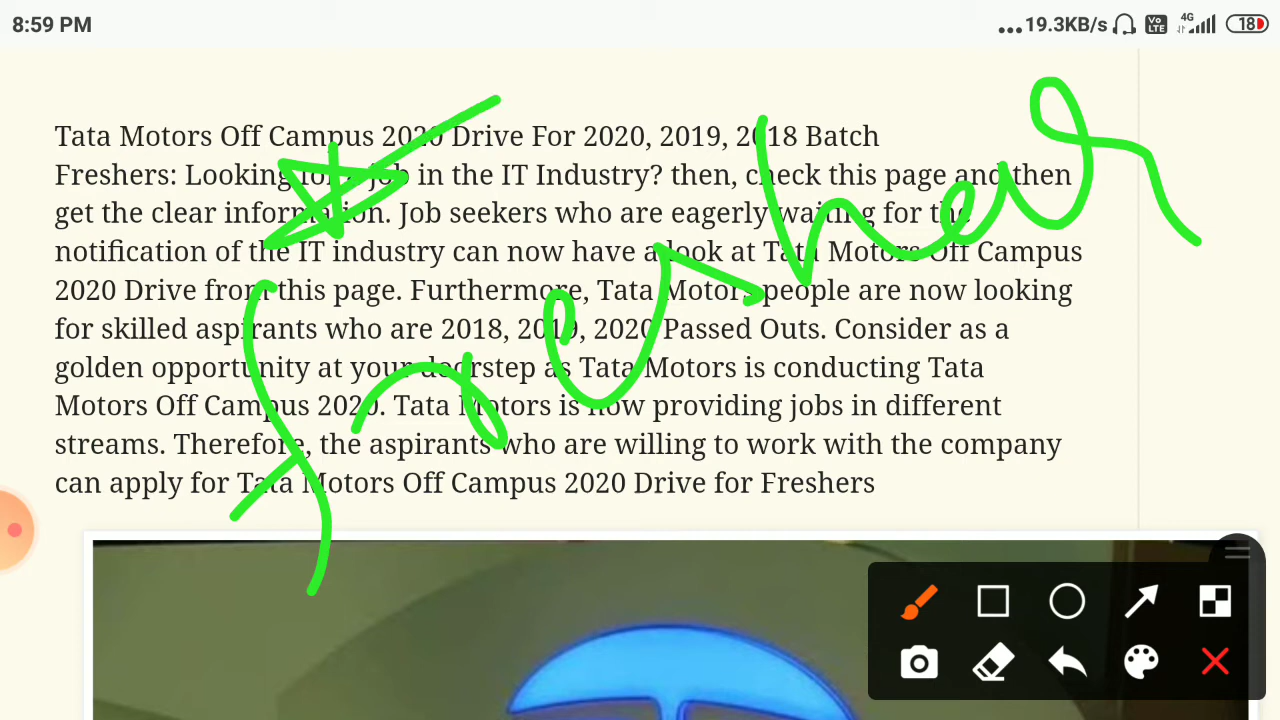 8:59 PM
...19.3KB/s Vo LTE 4G 18
Tata Motors Off Campus 2020 Drive For 2020, 2019, 2018 Batch
Freshers: Looking for a job in the IT Industry? then, check this page and then
get the clear information. Job seekers who are eagerly waiting for the
notification of the IT industry can now have a look at Tata Motors Off Campus
2020 Drive from this page. Furthermore, Tata Motors people are now looking
for skilled aspirants who are 2018, 2019, 2020 Passed Outs. Consider as a
golden opportunity at your doorstep as Tata Motors is conducting Tata
Motors Off Campus 2020. Tata Motors is now providing jobs in different
streams. Therefore, the aspirants who are willing to work with the company
can apply for Tata Motors Off Campus 2020 Drive for Freshers
freshear